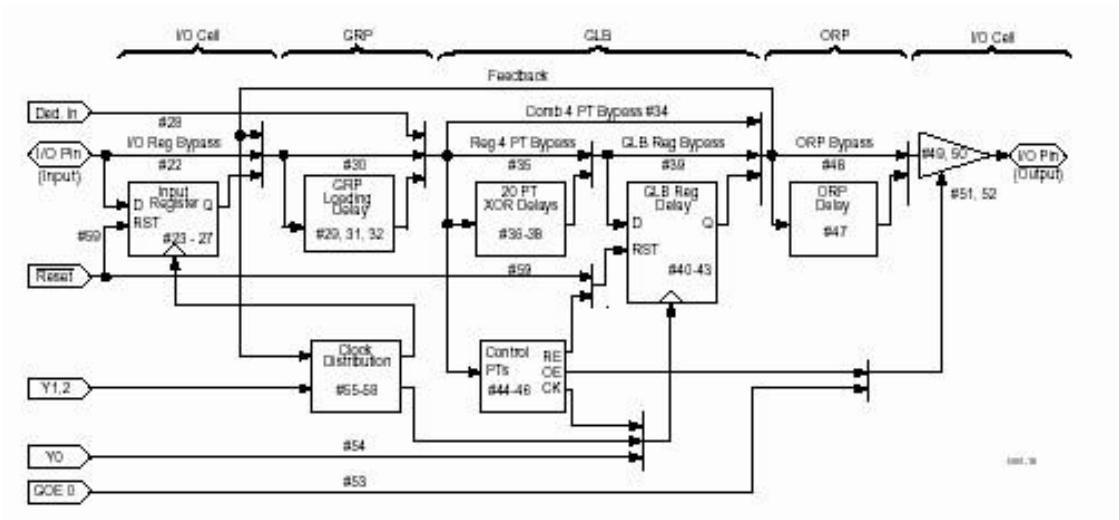 I/O Cell
GRP
GLB
ORP
I/O Cell
Feedback
Ded. In
#28
Comb 4 PT Bypass #34
I/O Pin
(Input)
I/O Reg Bypass
#22
#30
Reg 4 PT Bypass
#35
GLB Reg Bypass
#39
ORP Bypass
#48
#49, 50
I/O Pin
(Output)
#51, 52
Input
Register
D
Q
RST
#23 - 27
#59
GRP
Loading
Delay
#29, 31, 32
20 PT
XOR Delays
#36-38
GLB Reg
Delay
D
Q
RST
#40-43
ORP
Delay
#47
Reset
#59
Clock
Distribution
#55-58
Control
PTs
#44-46
RE
OE
CK
Y1,2
Y0
#54
GOE 0
#53